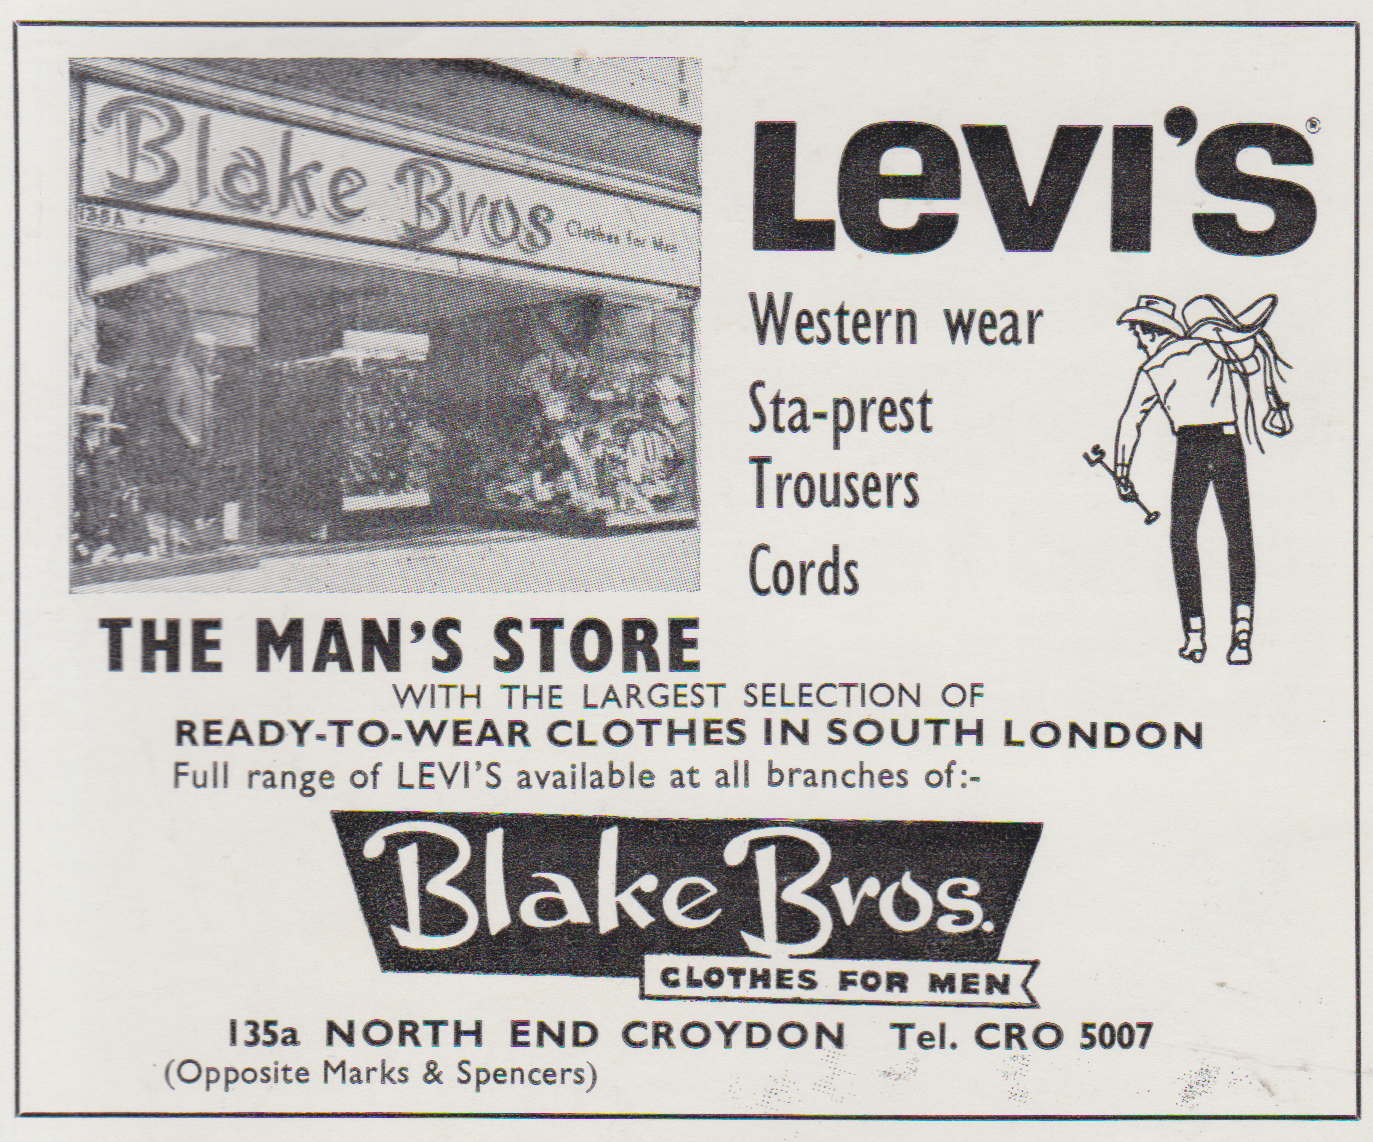 Blake Bros Clothes for Men
135A
LEVI'S®
Western wear
Sta-prest
Trousers
Cords
LS
THE MAN'S STORE
WITH THE LARGEST SELECTION OF
READY-TO-WEAR CLOTHES IN SOUTH LONDON
Full range of LEVI'S available at all branches of:-
Blake Bros.
CLOTHES FOR MEN
135a NORTH END CROYDON Tel. CRO 5007
(Opposite Marks & Spencers)